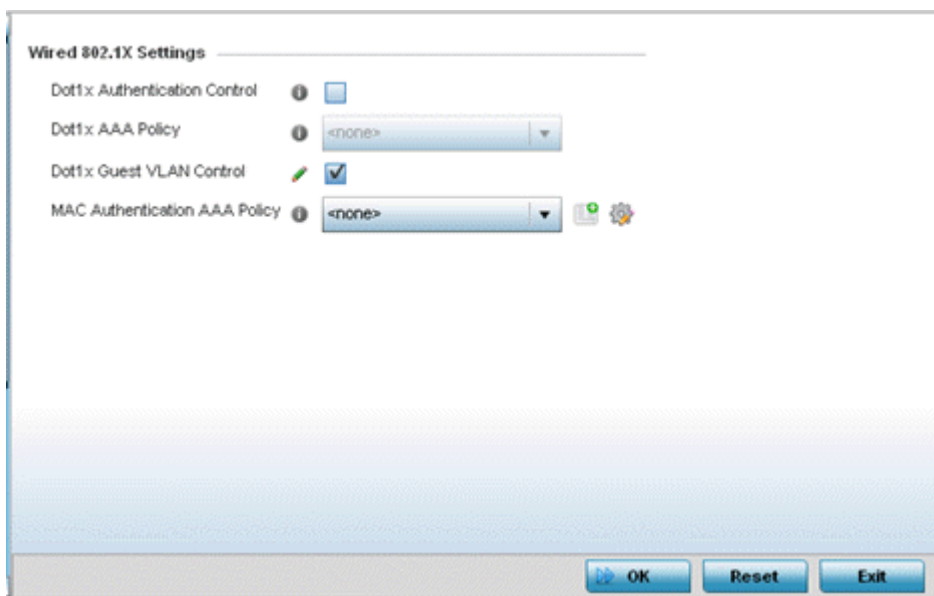 Wired 802.1X Settings
Dot1x Authentication Control
Dot1x AAA Policy <none>
Dot1x Guest VLAN Control
MAC Authentication AAA Policy <none>
OK Reset Exit